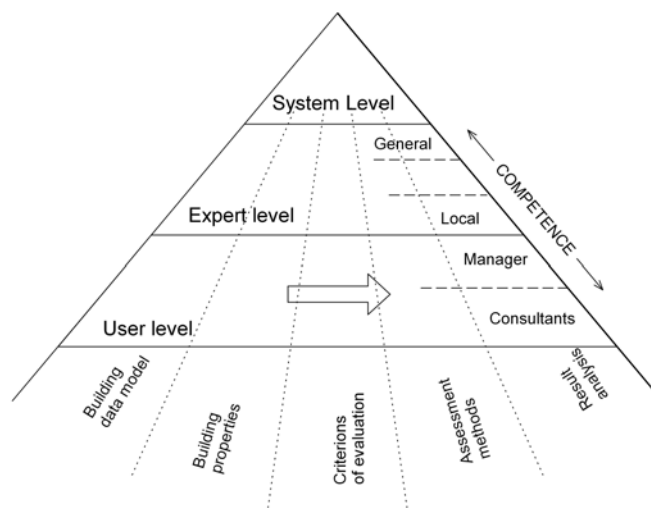 System Level
General
COMPETENCE
Expert level
Local
Manager
User level
Consultants
Building
data model
Building
properties
Criterions
of evaluation
Assessment
methods
Result
analysis